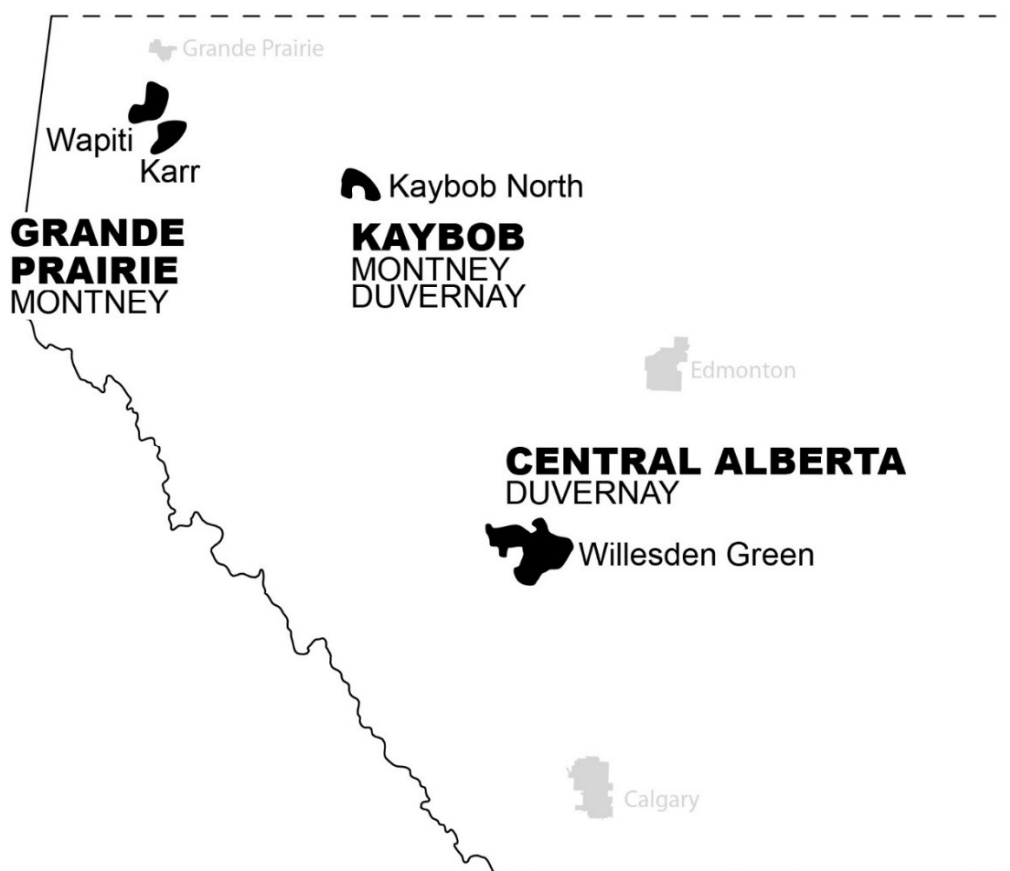 Grande Prairie
Wapiti
Karr
Kaybob North
GRANDE
PRAIRIE
MONTNEY
KAYBOB
MONTNEY
DUVERNAY
Edmonton
CENTRAL ALBERTA
DUVERNAY
Willesden Green
Calgary